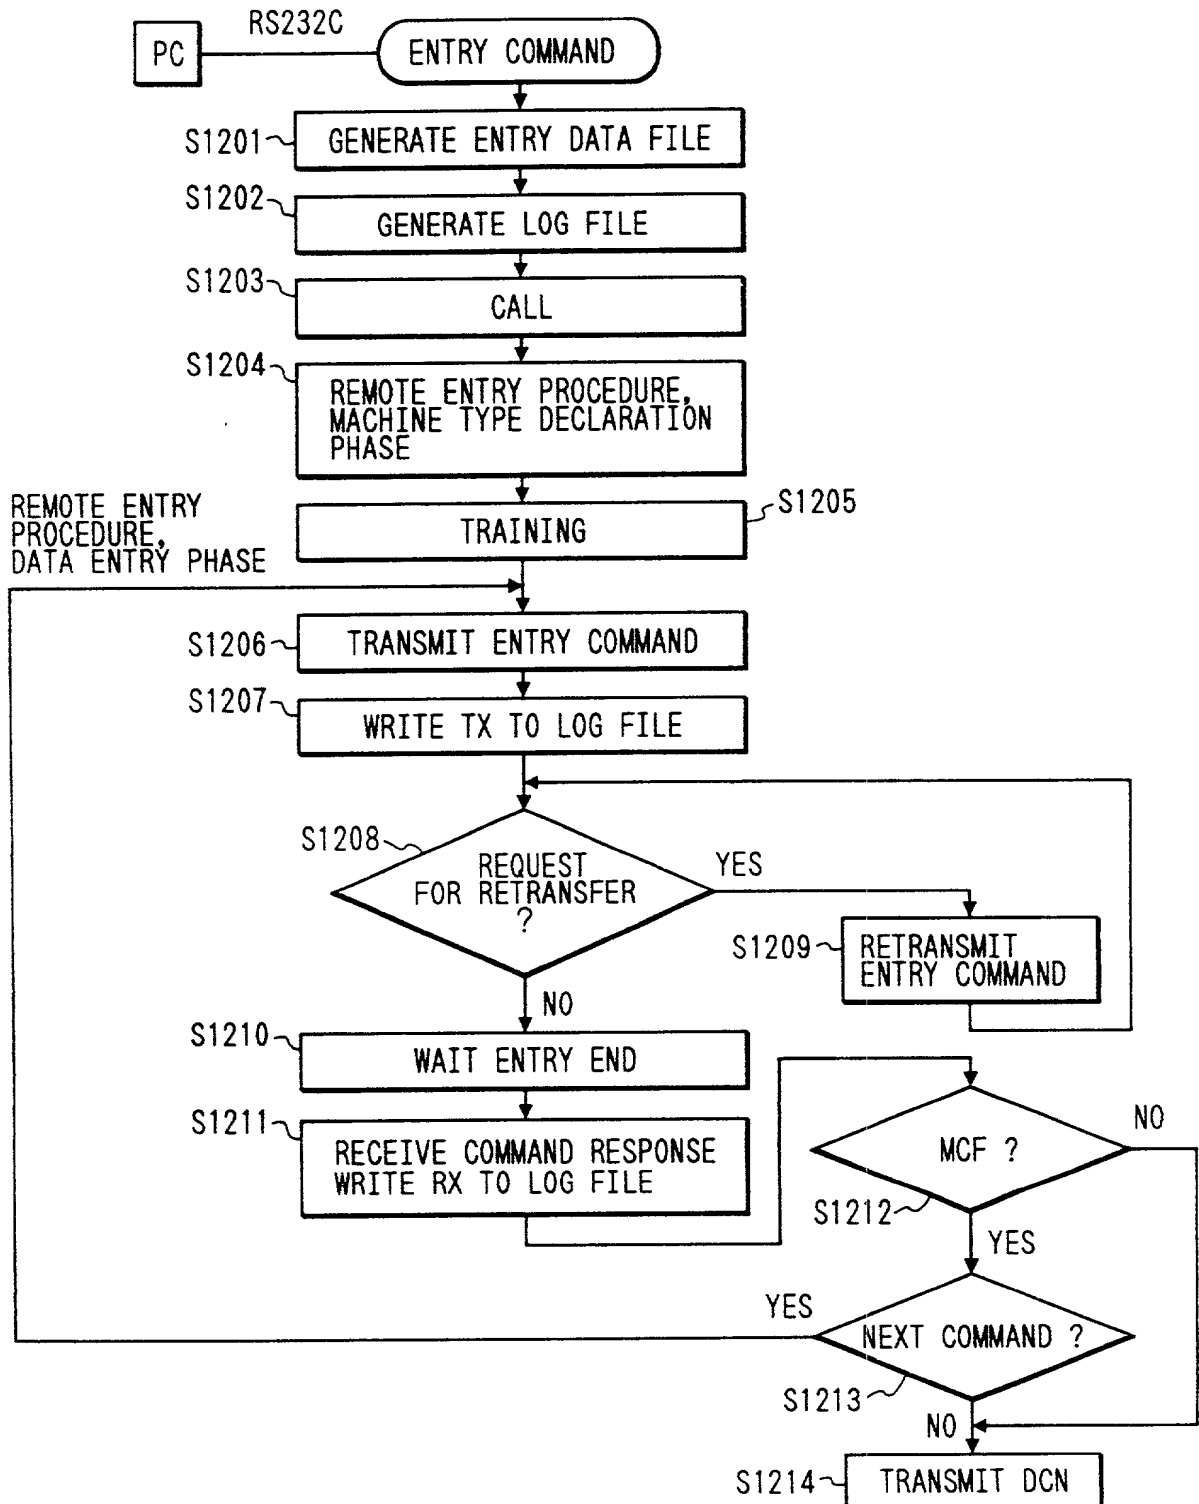 RS232C
PC
ENTRY COMMAND
S1201
GENERATE ENTRY DATA FILE
S1202
GENERATE LOG FILE
S1203
CALL
S1204
REMOTE ENTRY PROCEDURE,
MACHINE TYPE DECLARATION
PHASE
S1205
TRAINING
REMOTE ENTRY
PROCEDURE,
DATA ENTRY PHASE
S1206
TRANSMIT ENTRY COMMAND
S1207
WRITE TX TO LOG FILE
S1208
REQUEST
FOR RETRANSFER
?
YES
S1209
RETRANSMIT
ENTRY COMMAND
NO
S1210
WAIT ENTRY END
S1211
RECEIVE COMMAND RESPONSE
WRITE RX TO LOG FILE
MCF ?
NO
S1212
YES
YES
NEXT COMMAND ?
S1213
NO
S1214
TRANSMIT DCN